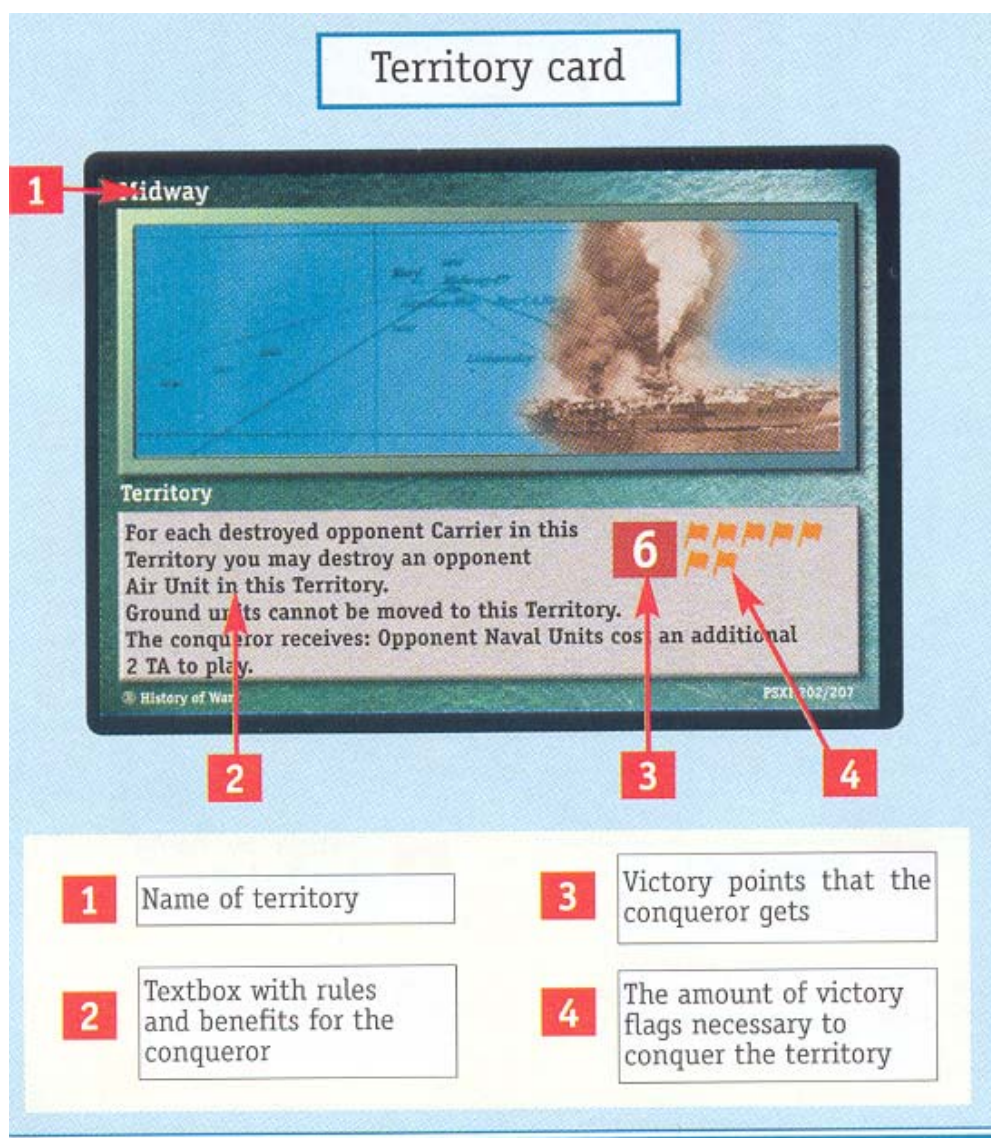 Territory card
1
Midway
Territory
For each destroyed opponent Carrier in this
Territory you may destroy an opponent
Air Unit in this Territory.
Ground units cannot be moved to this Territory.
The conqueror receives: Opponent Naval Units cost an additional
2 TA to play.
6
History of War
PSXI 202/207
2
3
4
1
Name of territory
2
Textbox with rules
and benefits for the
conqueror
3
Victory points that the
conqueror gets
4
The amount of victory
flags necessary to
conquer the territory